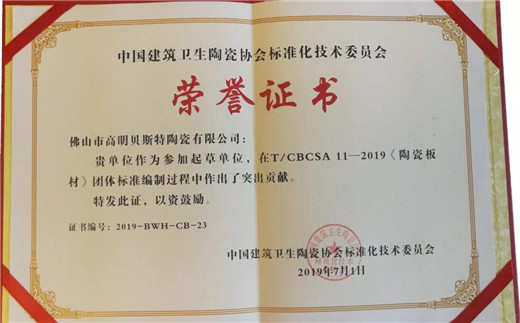 中国建筑卫生陶瓷协会标准化技术委员会
荣誉证书
佛山市高明贝斯特陶瓷有限公司：
贵单位作为参加起草单位，在T/CBCSA 11—2019《陶瓷板
材》团体标准编制过程中作出了突出贡献。
特发此证，以资鼓励。
证书编号：2019-BWH-CB-23
中国建筑卫生陶瓷协会标准化技术委员会
2019年7月1日